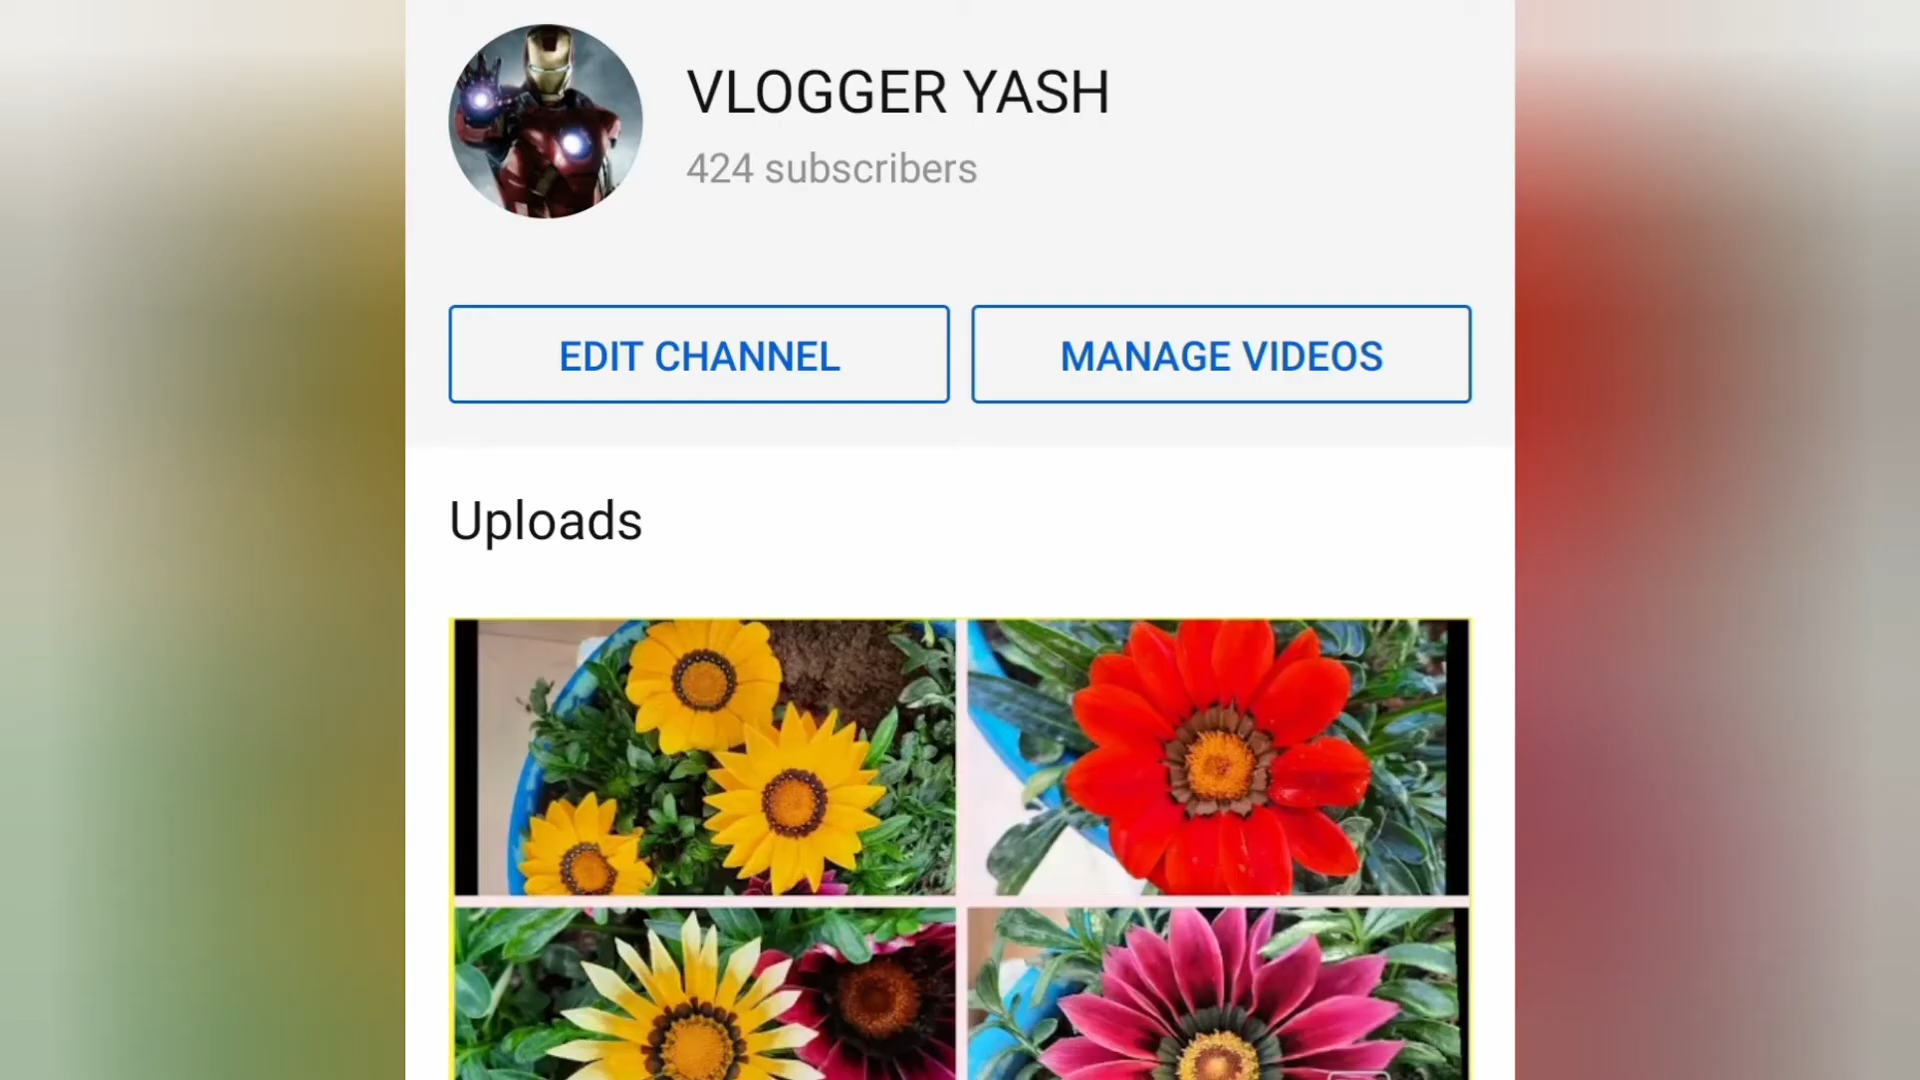 VLOGGER YASH
424 subscribers
EDIT CHANNEL
MANAGE VIDEOS
Uploads